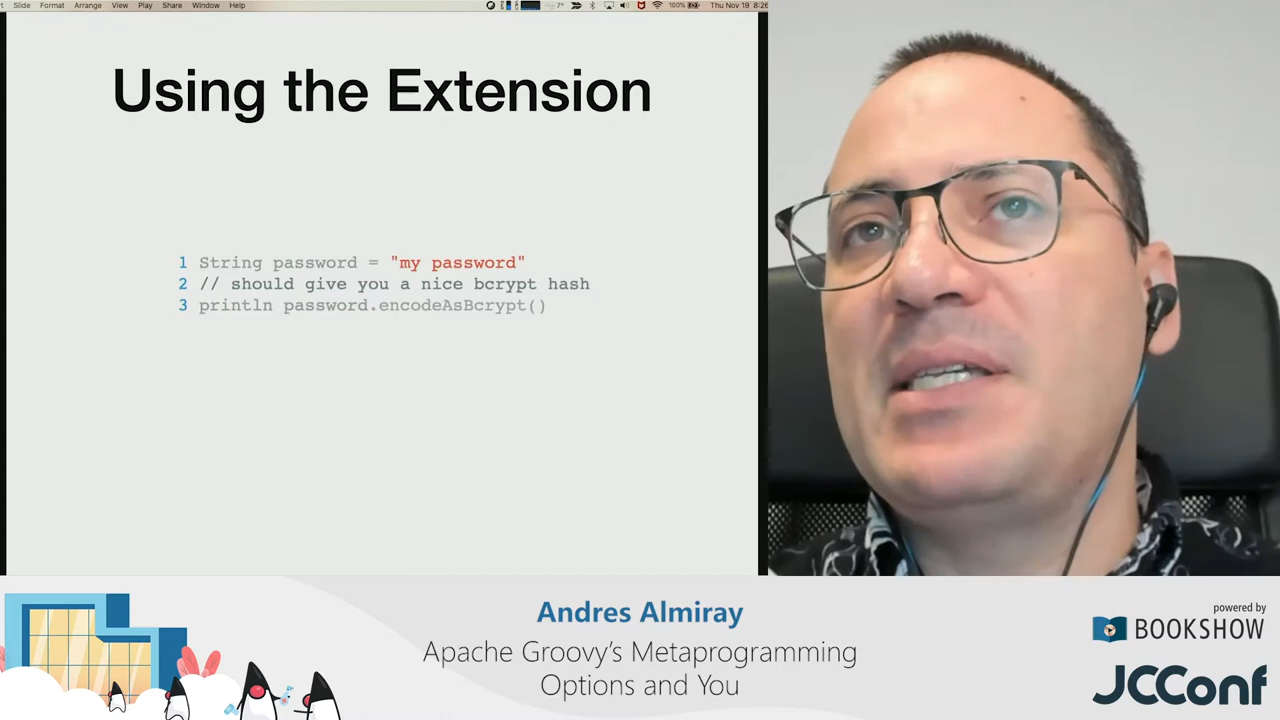 Slide Format Arrange View Play Share Window Help
7° 100% Thu Nov 19 8:26
Using the Extension
1 String password = "my password"
2 // should give you a nice bcrypt hash
3 println password.encodeAsBcrypt()
Andres Almiray
Apache Groovy's Metaprogramming
Options and You
powered by
BOOKSHOW
JCConf